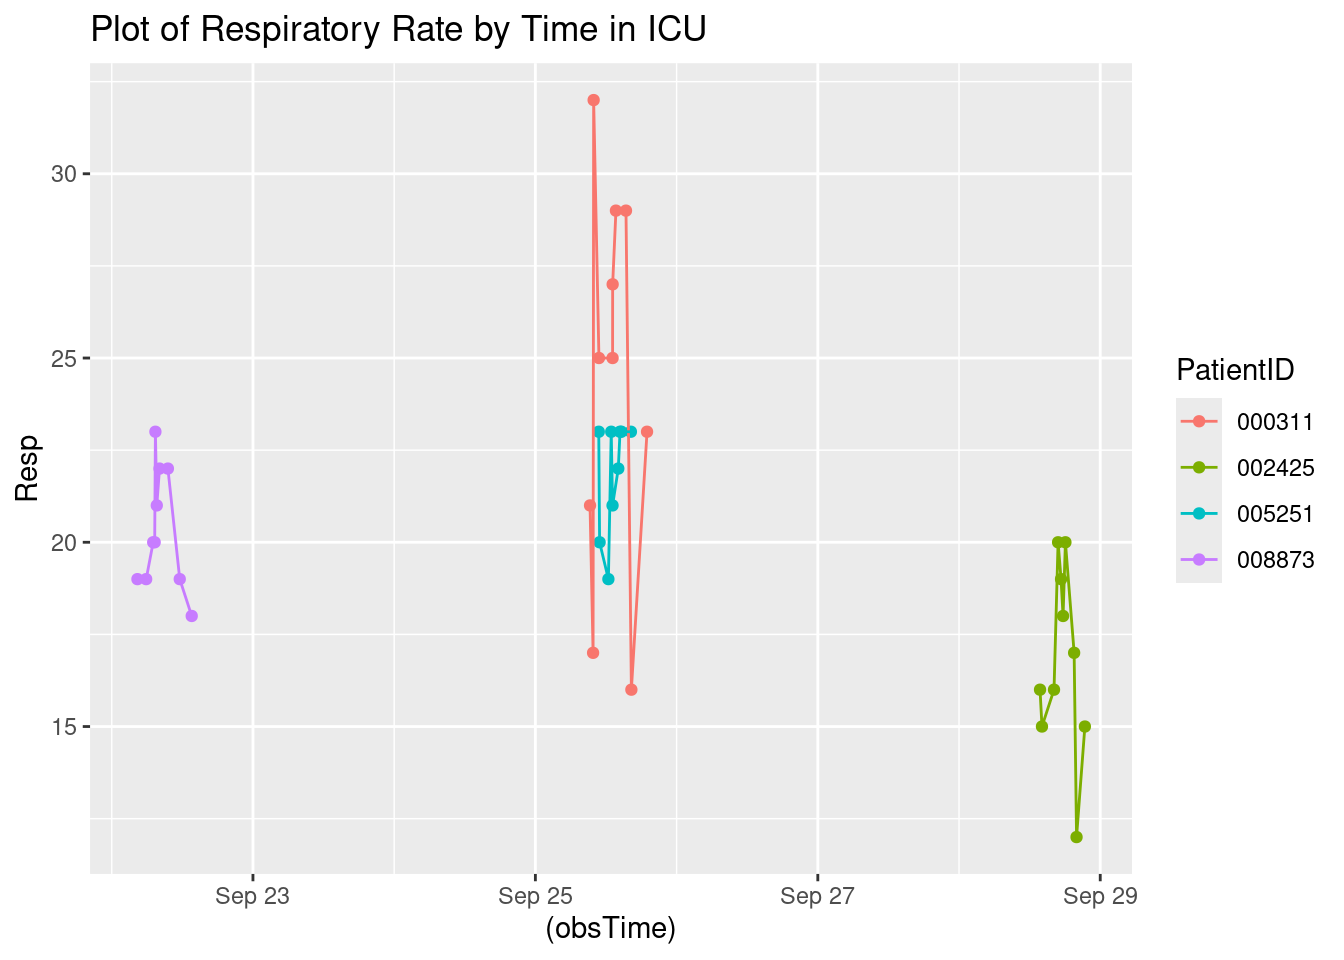 Plot of Respiratory Rate by Time in ICU
Resp
30
25
20
15
Sep 23
Sep 25
Sep 27
Sep 29
(obsTime)
PatientID
000311
002425
005251
008873